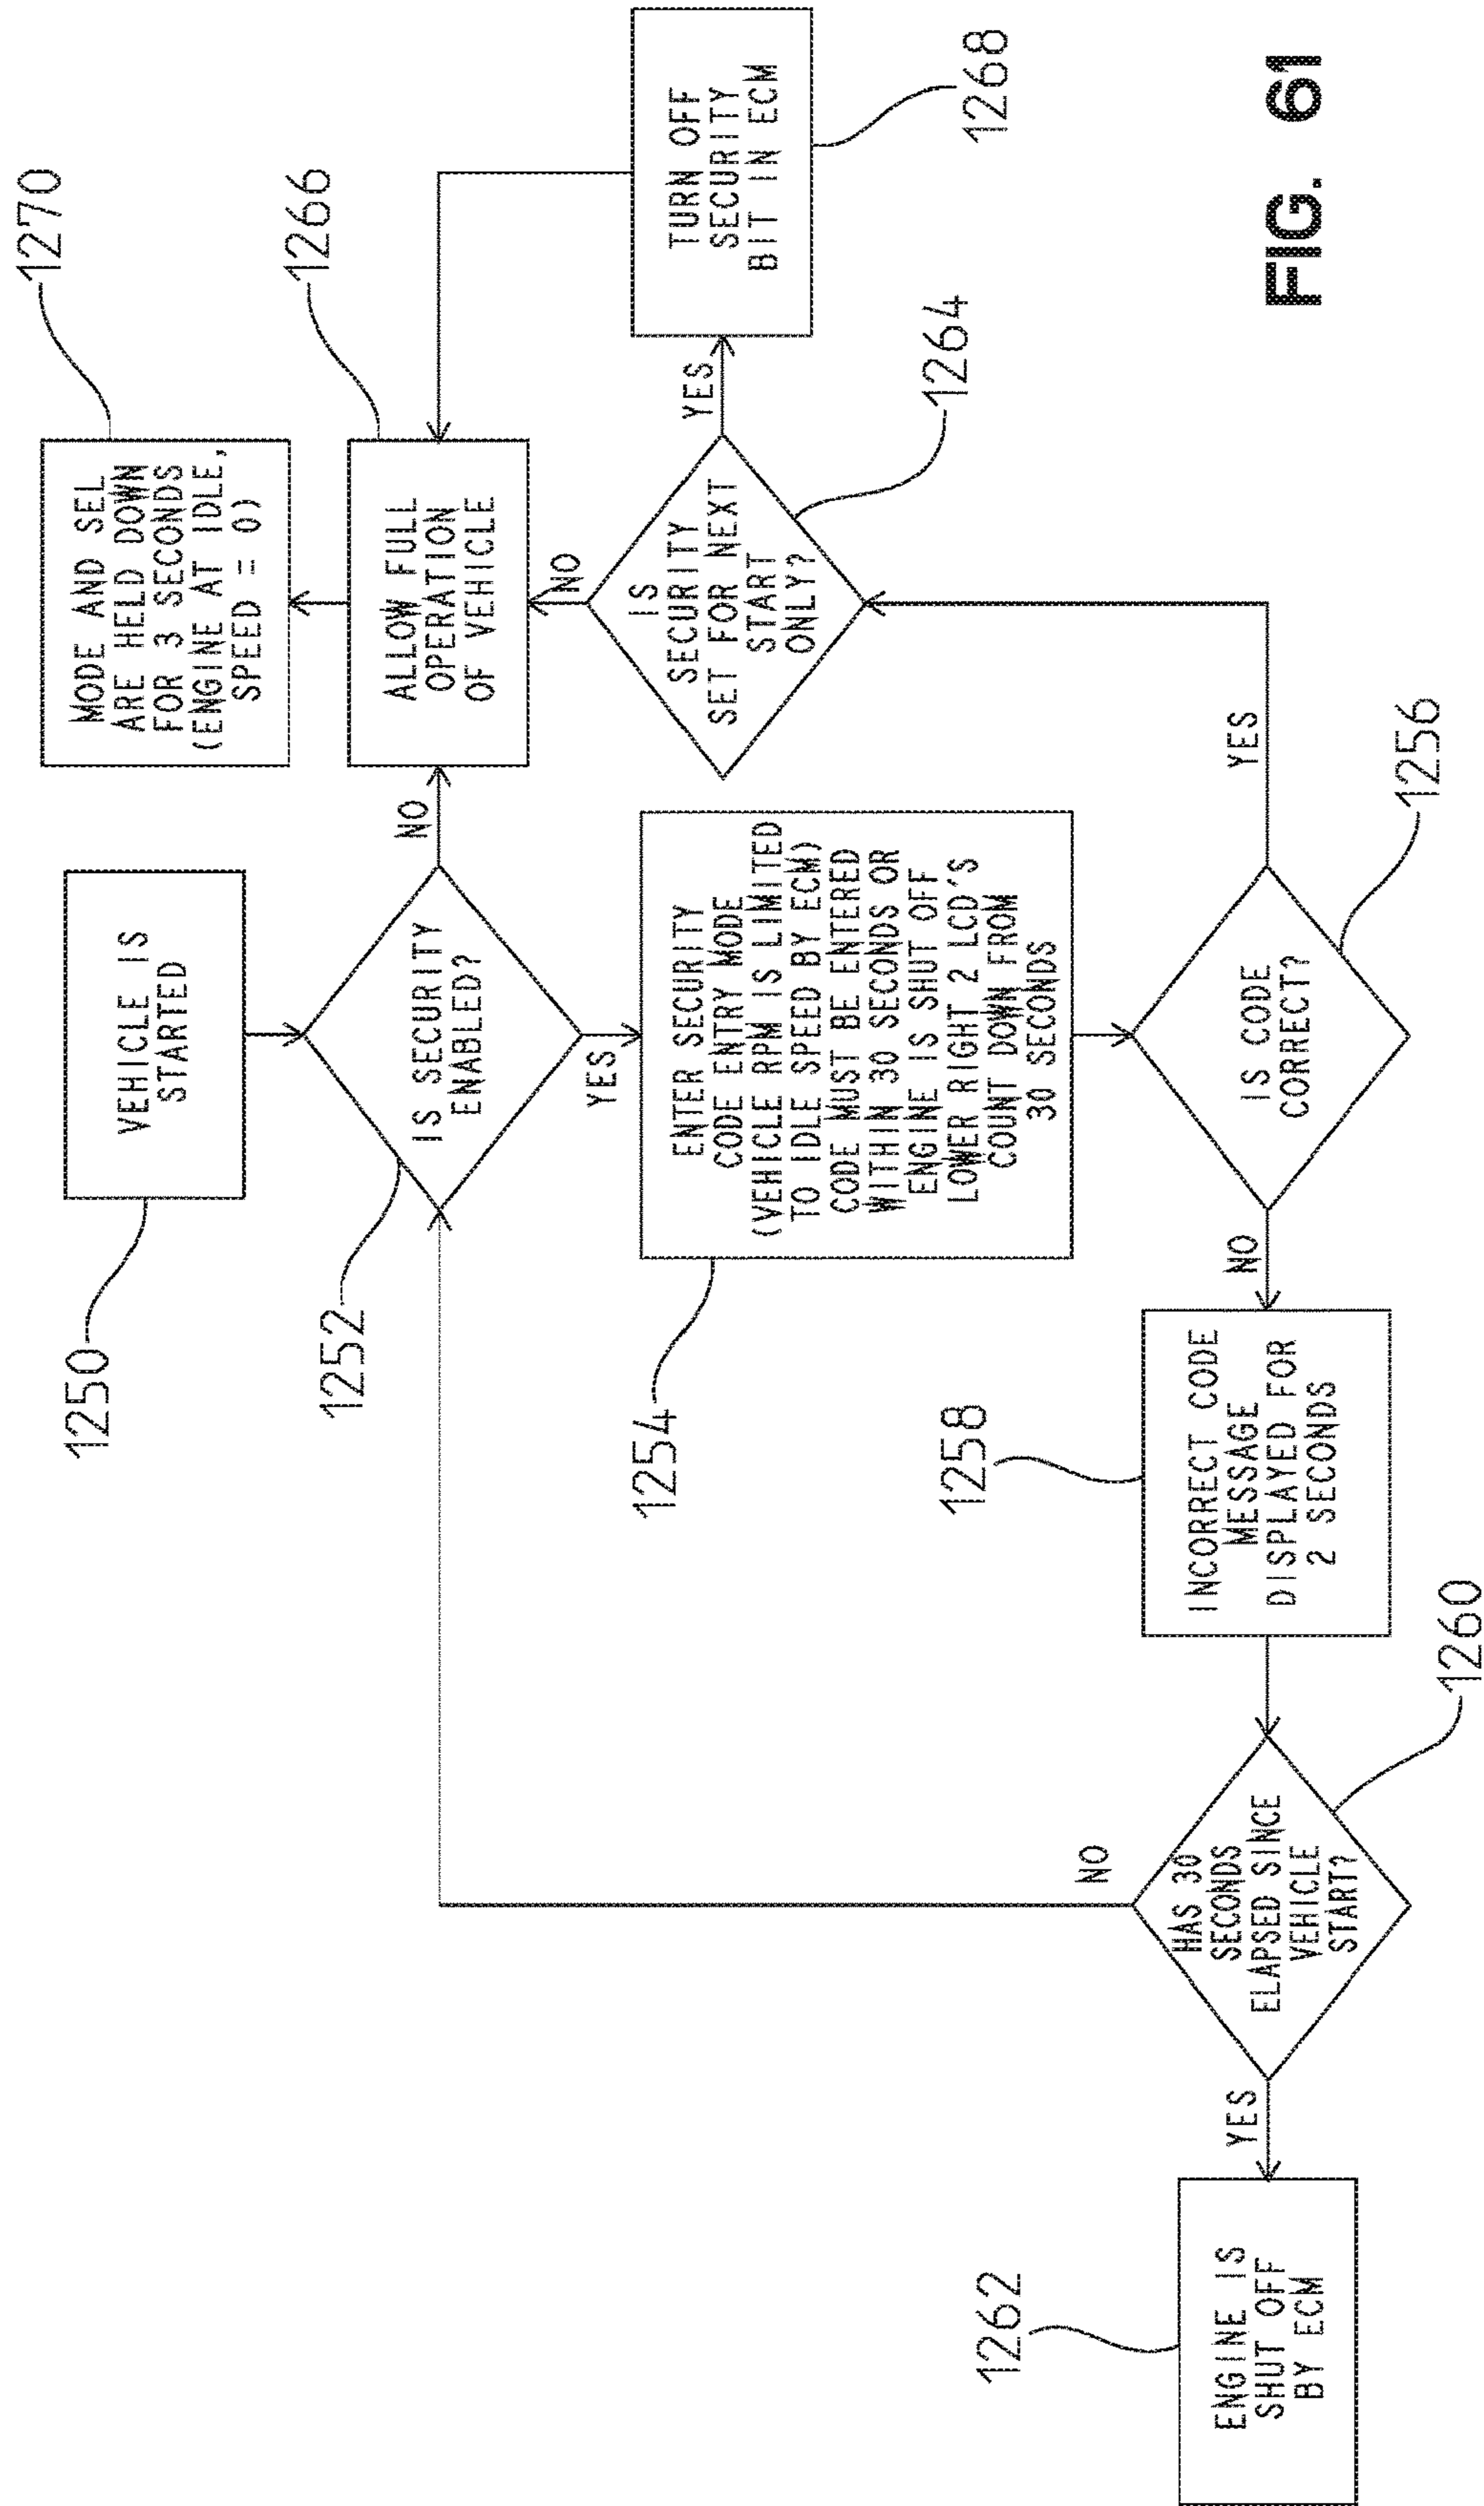 1250
VEHICLE IS
STARTED
1252
IS SECURITY
ENABLED?
NO
YES
1270
MODE AND SEL
ARE HELD DOWN
FOR 3 SECONDS
(ENGINE AT IDLE,
SPEED = 0)
1266
ALLOW FULL
OPERATION
OF VEHICLE
1254
ENTER SECURITY
CODE ENTRY MODE
(VEHICLE RPM IS LIMITED
TO IDLE SPEED BY ECM)
CODE MUST BE ENTERED
WITHIN 30 SECONDS OR
ENGINE IS SHUT OFF
LOWER RIGHT 2 LCD'S
COUNT DOWN FROM
30 SECONDS
NO
IS
SECURITY
SET FOR NEXT
START
ONLY?
YES
1264
TURN OFF
SECURITY
BIT IN ECM
1268
1256
IS CODE
CORRECT?
YES
NO
1258
INCORRECT CODE
MESSAGE
DISPLAYED FOR
2 SECONDS
1260
HAS 30
SECONDS
ELAPSED SINCE
VEHICLE
START?
NO
YES
1262
ENGINE IS
SHUT OFF
BY ECM
FIG. 61